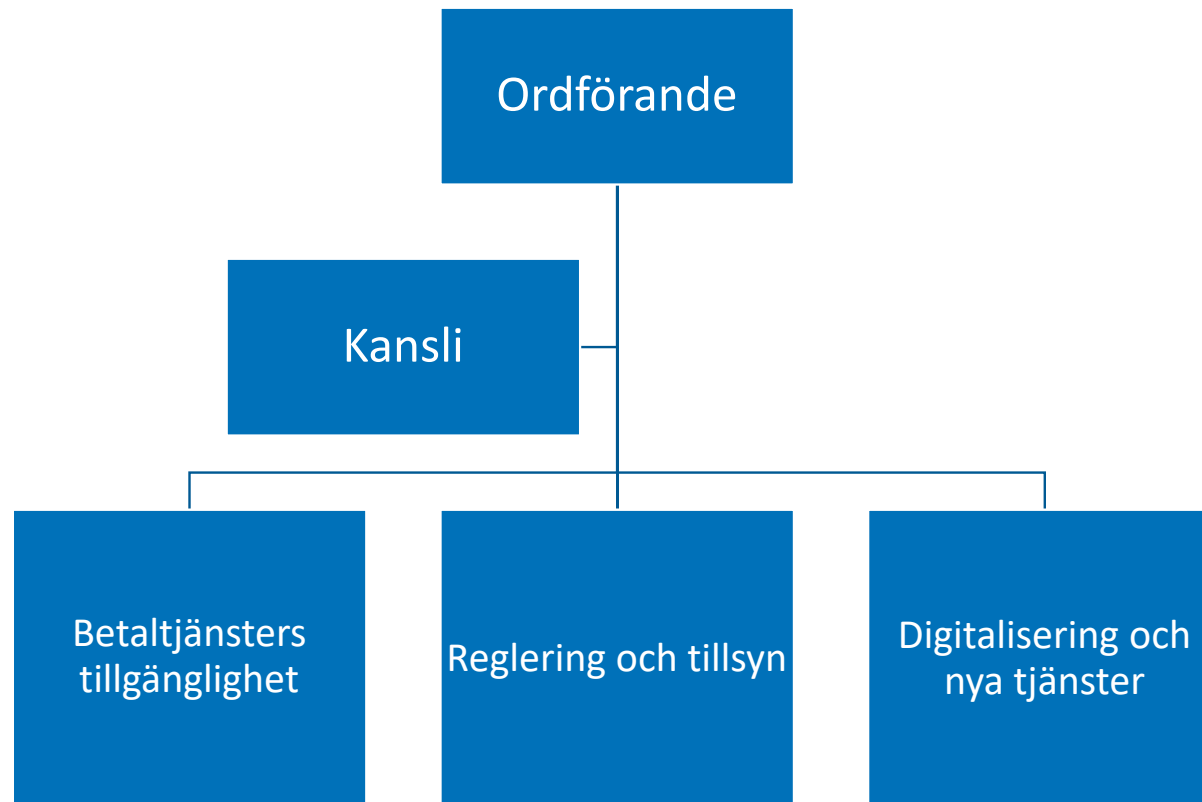 Ordförande
Kansli
Betaltjänsters
tillgänglighet
Reglering och tillsyn
Digitalisering och
nya tjänster